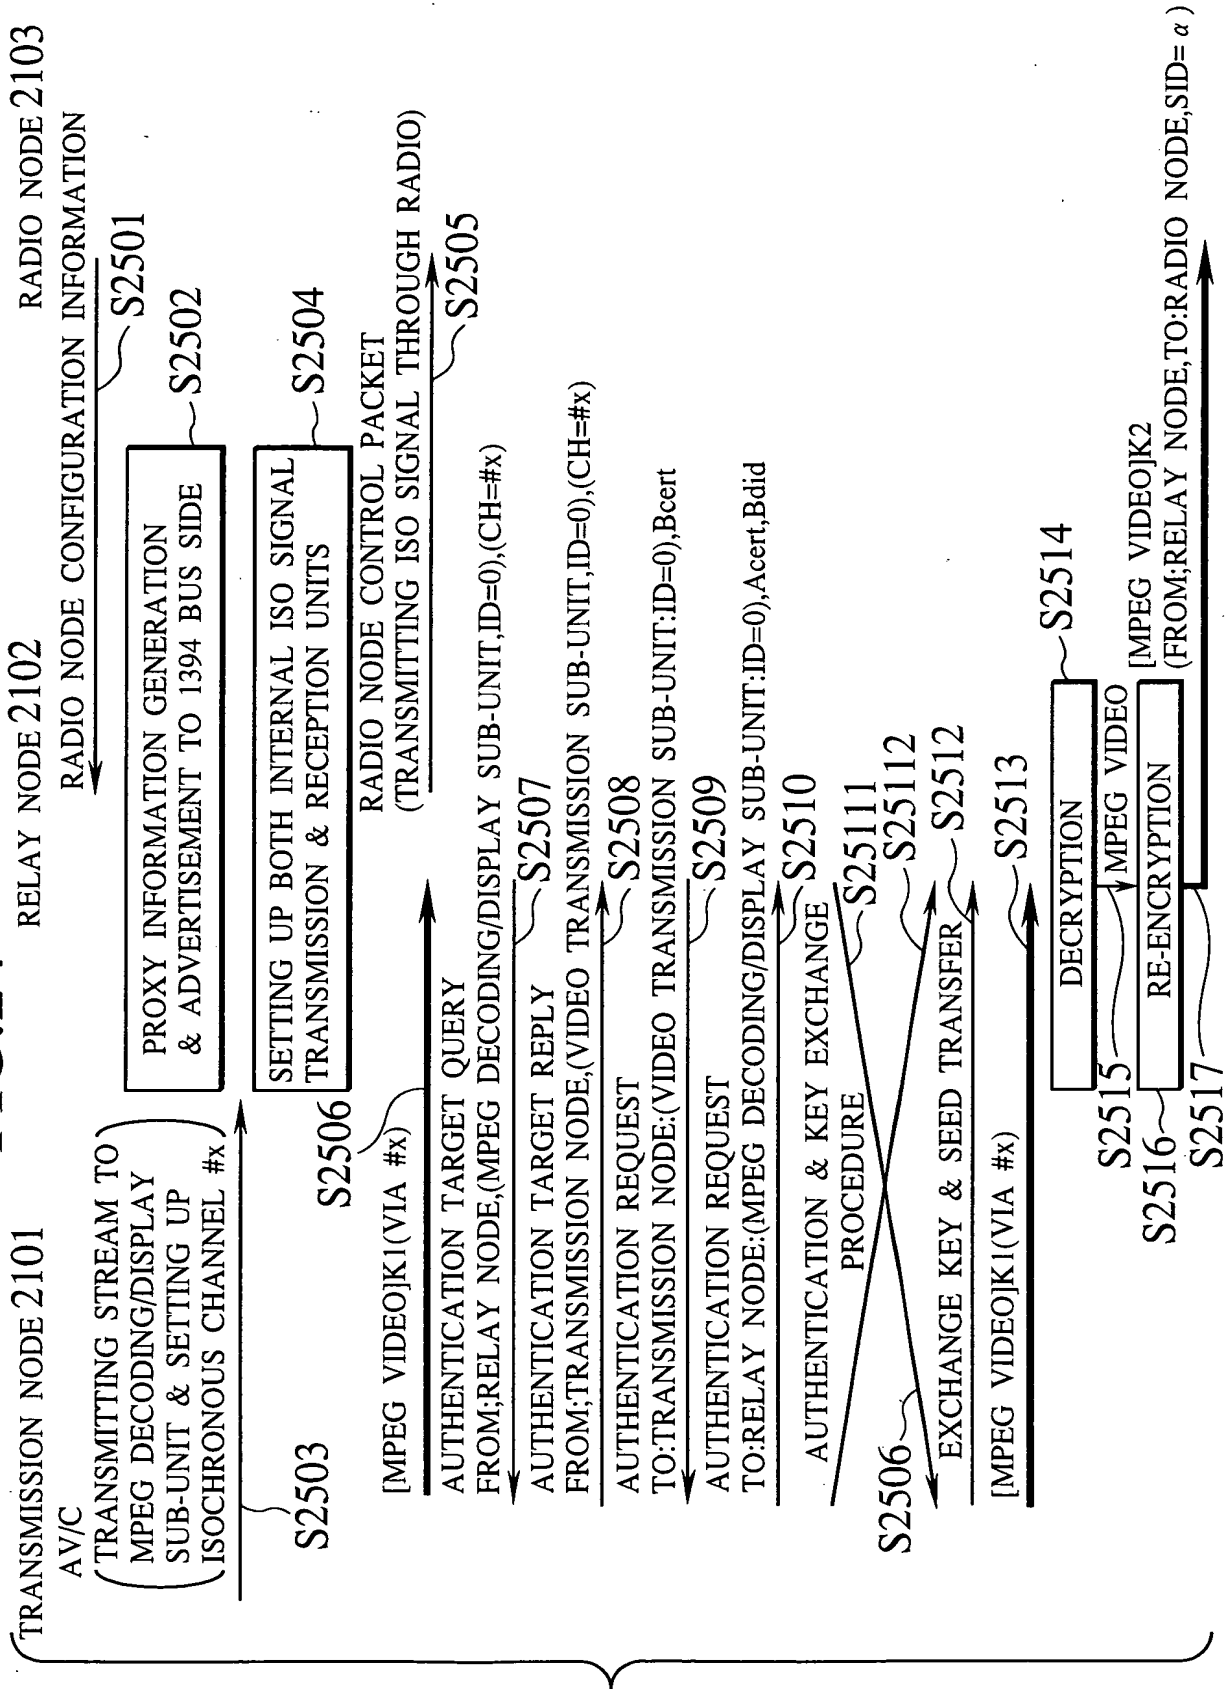 TRANSMISSION NODE 2101
RELAY NODE 2102
RADIO NODE 2103
RADIO NODE CONFIGURATION INFORMATION
S2501
PROXY INFORMATION GENERATION
& ADVERTISEMENT TO 1394 BUS SIDE
S2502
AV/C
(TRANSMITTING STREAM TO
MPEG DECODING/DISPLAY
SUB-UNIT & SETTING UP
ISOCHRONOUS CHANNEL #x)
S2503
SETTING UP BOTH INTERNAL ISO SIGNAL
TRANSMISSION & RECEPTION UNITS
S2504
RADIO NODE CONTROL PACKET
(TRANSMITTING ISO SIGNAL THROUGH RADIO)
S2505
S2506
[MPEG VIDEO]K1(VIA #x)
AUTHENTICATION TARGET QUERY
FROM;RELAY NODE,(MPEG DECODING/DISPLAY SUB-UNIT,ID=0),(CH=#x)
S2507
AUTHENTICATION TARGET REPLY
FROM;TRANSMISSION NODE,(VIDEO TRANSMISSION SUB-UNIT,ID=0),(CH=#x)
S2508
AUTHENTICATION REQUEST
TO:TRANSMISSION NODE:(VIDEO TRANSMISSION SUB-UNIT:ID=0),Bcert
S2509
AUTHENTICATION REQUEST
TO:RELAY NODE:(MPEG DECODING/DISPLAY SUB-UNIT:ID=0),Acert,Bdid
S2510
AUTHENTICATION & KEY EXCHANGE
PROCEDURE
S25111
S25112
S2506
EXCHANGE KEY & SEED TRANSFER
S2512
[MPEG VIDEO]K1(VIA #x)
S2513
DECRYPTION
S2514
S2515
MPEG VIDEO
RE-ENCRYPTION
S2516
[MPEG VIDEO]K2
(FROM;RELAY NODE,TO:RADIO NODE,SID= α )
S2517